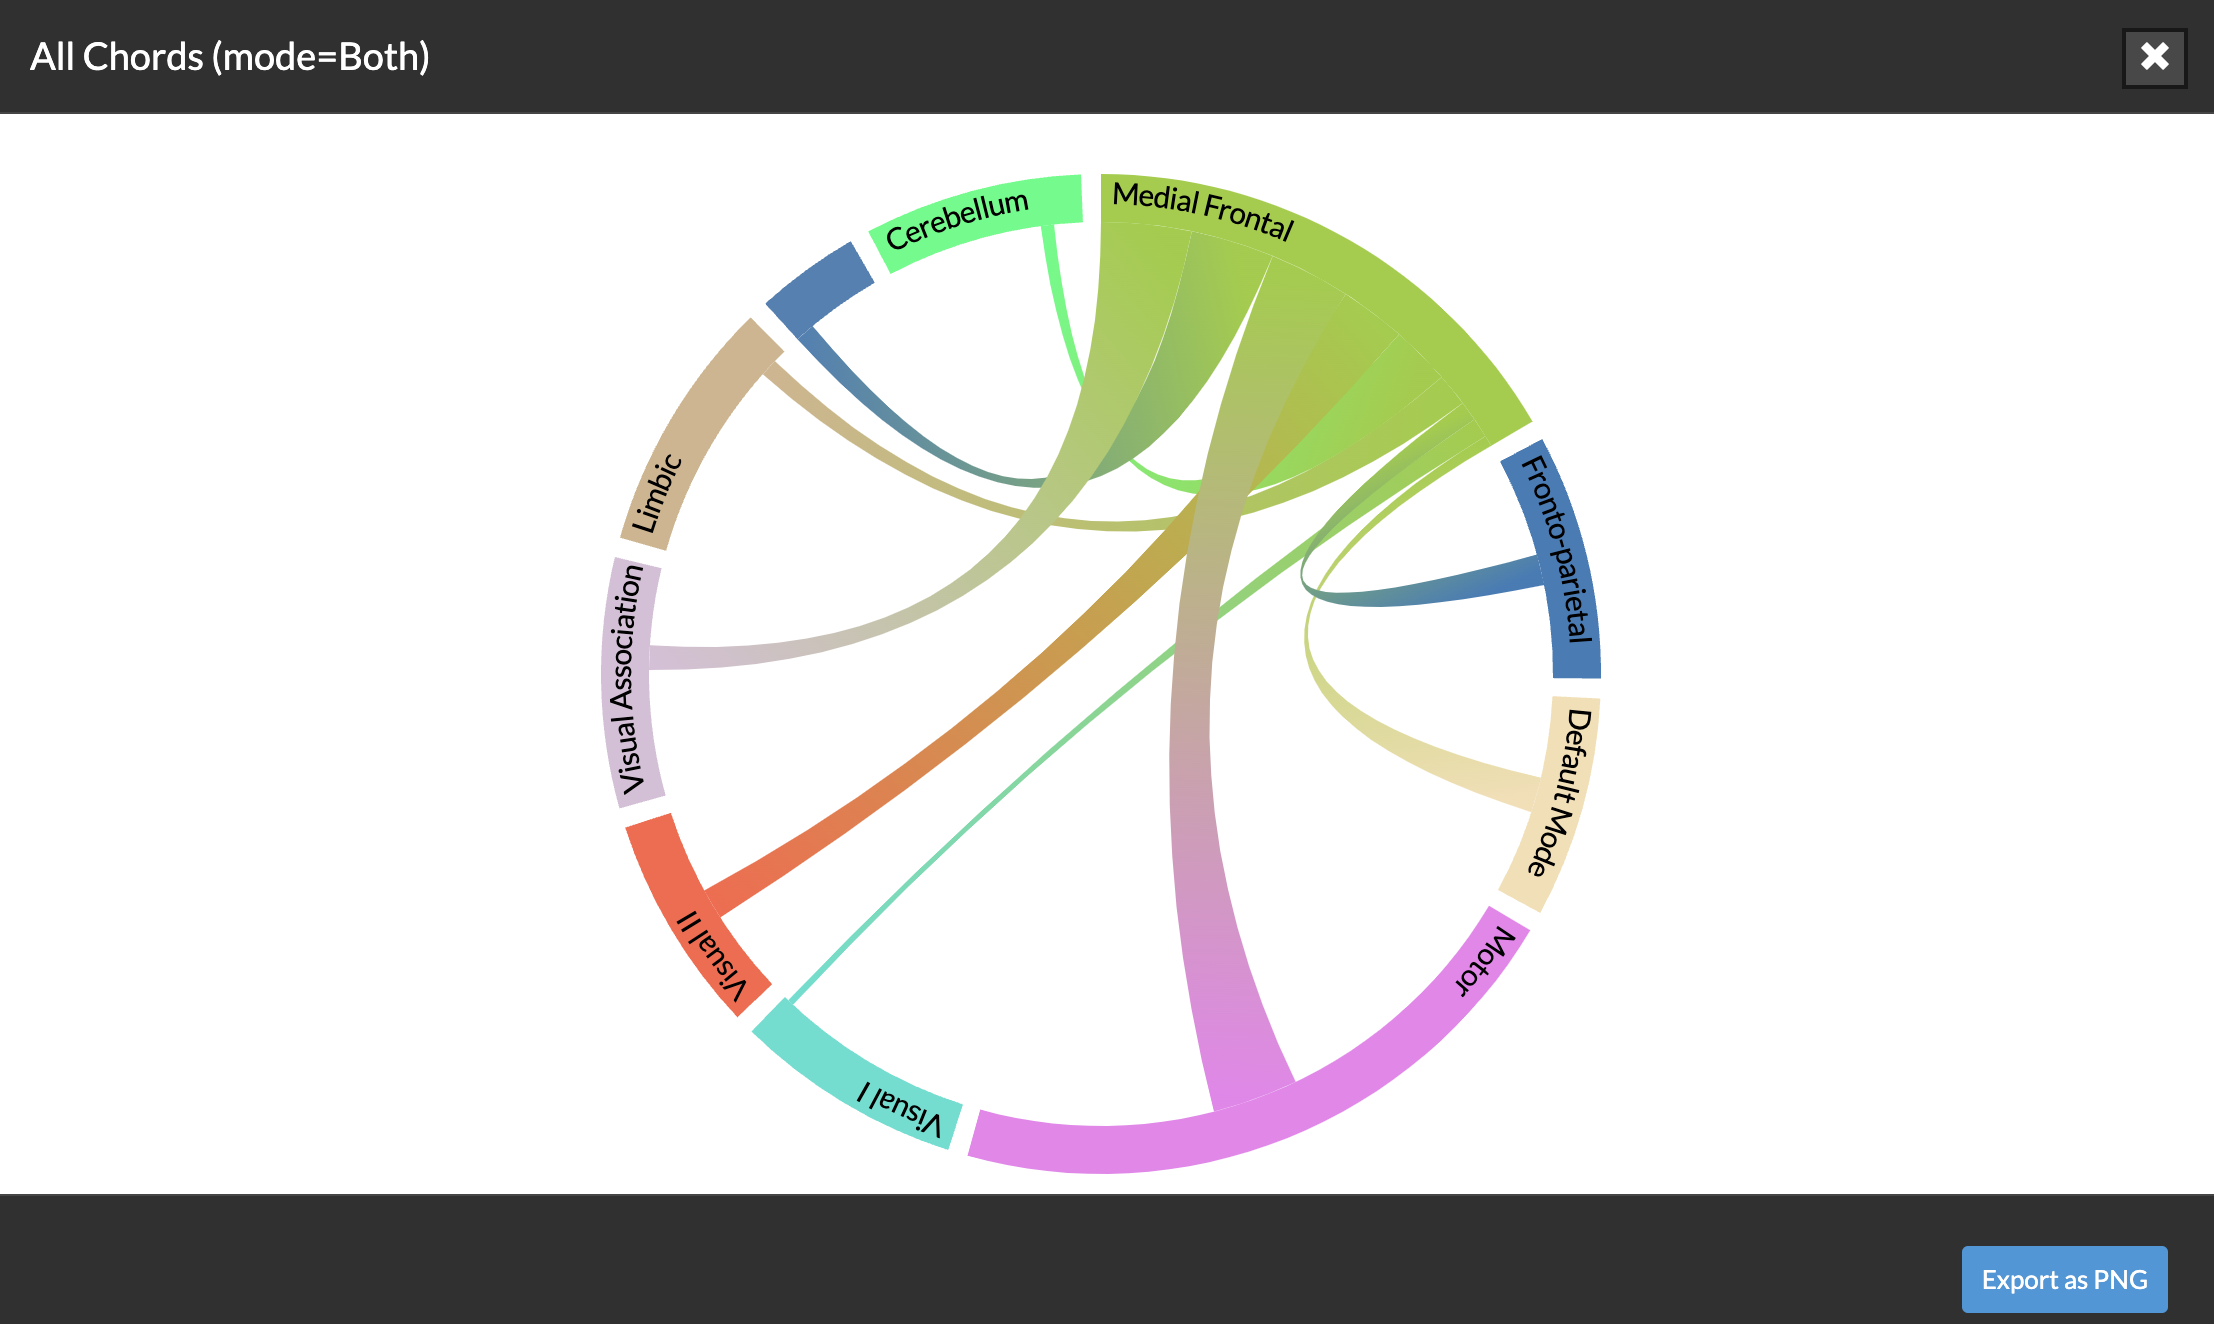 All Chords (mode=Both)
Medial Frontal
Fronto-parietal
Default Mode
Motor
Visual I
Visual II
Visual Association
Limbic
Cerebellum
Export as PNG